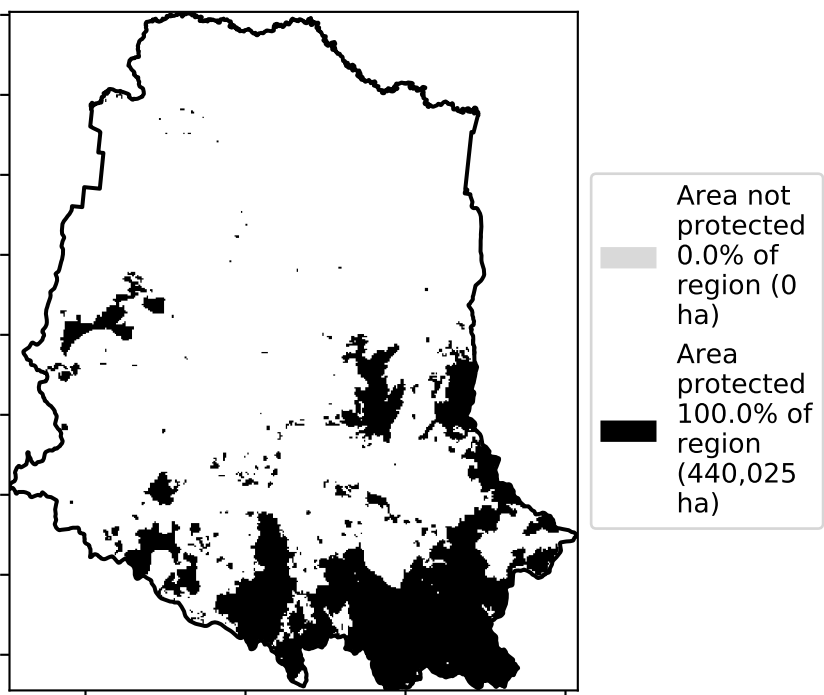 Area not
protected
0.0% of
region (0
ha)
Area
protected
100.0% of
region
(440,025
ha)